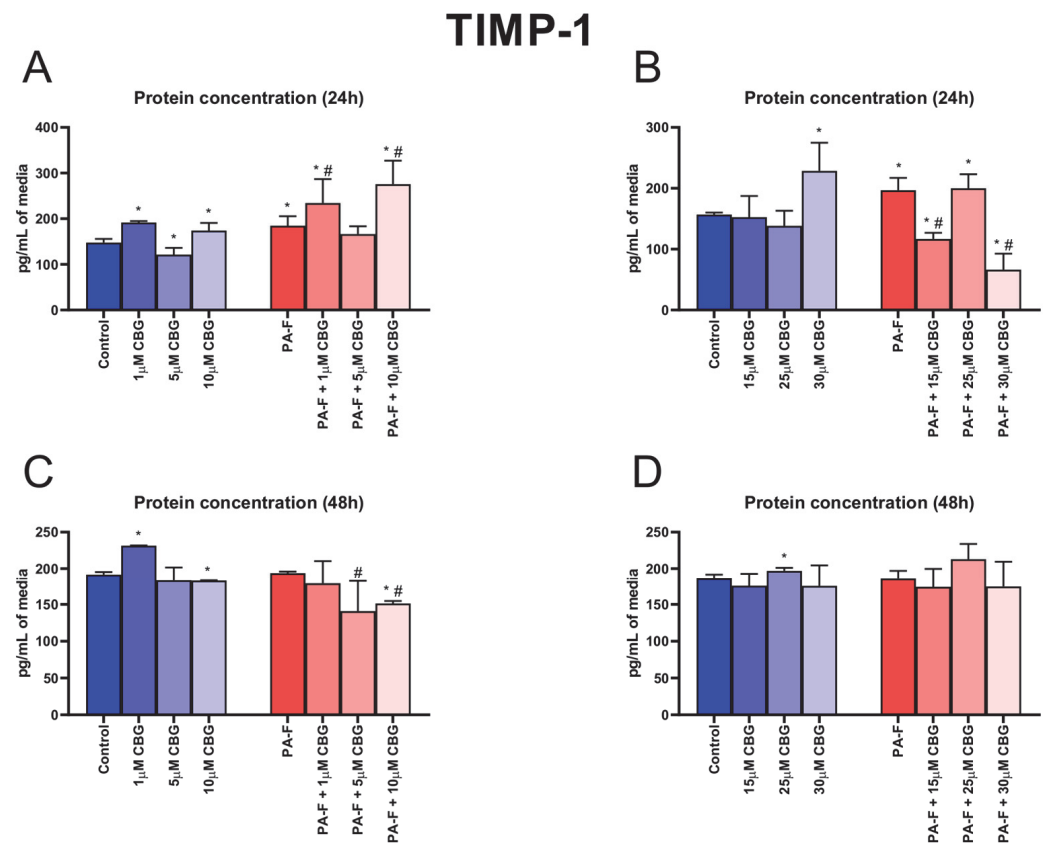 TIMP-1
A
Protein concentration (24h)
pg/mL of media
400
300
200
100
0
*
*
*
*
* #
* #
Control
1μM CBG
5μM CBG
10μM CBG
PA-F
PA-F + 1μM CBG
PA-F + 5μM CBG
PA-F + 10μM CBG
B
Protein concentration (24h)
pg/mL of media
300
200
100
0
*
*
* #
*
* #
Control
15μM CBG
25μM CBG
30μM CBG
PA-F
PA-F + 15μM CBG
PA-F + 25μM CBG
PA-F + 30μM CBG
C
Protein concentration (48h)
pg/mL of media
250
200
150
100
50
0
*
*
#
* #
Control
1μM CBG
5μM CBG
10μM CBG
PA-F
PA-F + 1μM CBG
PA-F + 5μM CBG
PA-F + 10μM CBG
D
Protein concentration (48h)
pg/mL of media
250
200
150
100
50
0
*
Control
15μM CBG
25μM CBG
30μM CBG
PA-F
PA-F + 15μM CBG
PA-F + 25μM CBG
PA-F + 30μM CBG